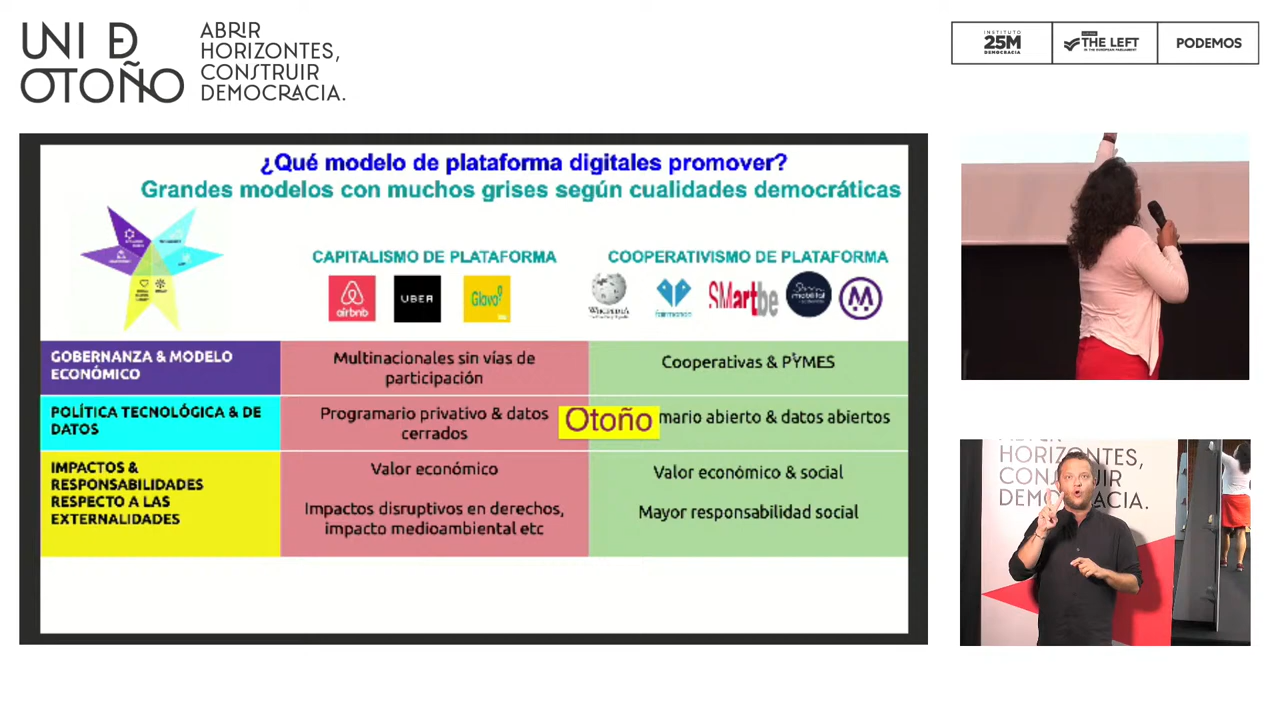 UNI D
OTOÑO
ABRIR
HORIZONTES,
CONSTRUIR
DEMOCRACIA.
INSTITUTO
25M
DEMOCRACIA
THE LEFT
IN THE EUROPEAN PARLIAMENT
PODEMOS
¿Qué modelo de plataforma digitales promover?
Grandes modelos con muchos grises según cualidades democráticas
CAPITALISMO DE PLATAFORMA
COOPERATIVISMO DE PLATAFORMA
airbnb
UBER
Glovo
WIKIPEDIA
fairmondo
SMartbe
Som
mobilitat
M
GOBERNANZA & MODELO
ECONÓMICO
Multinacionales sin vías de
participación
Cooperativas & PYMES
POLÍTICA TECNOLÓGICA & DE
DATOS
Programario privativo & datos
cerrados
Otoño
mario abierto & datos abiertos
IMPACTOS &
RESPONSABILIDADES
RESPECTO A LAS
EXTERNALIDADES
Valor económico
Impactos disruptivos en derechos,
impacto medioambiental etc
Valor económico & social
Mayor responsabilidad social
HORIZONTES,
CONSTRUIR
DEMOCRACIA.